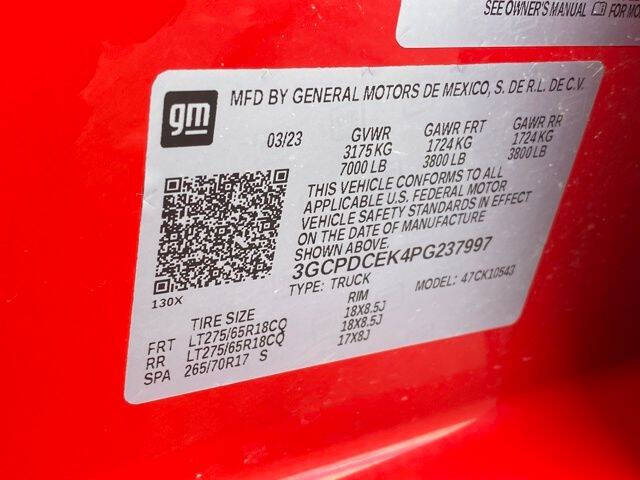 SEE OWNER'S MANUAL FOR MO
gm
MFD BY GENERAL MOTORS DE MEXICO, S. DE R.L. DE C.V.
03/23 GVWR GAWR FRT GAWR RR
3175 KG 1724 KG 1724 KG
7000 LB 3800 LB 3800 LB
THIS VEHICLE CONFORMS TO ALL
APPLICABLE U.S. FEDERAL MOTOR
VEHICLE SAFETY STANDARDS IN EFFECT
ON THE DATE OF MANUFACTURE
SHOWN ABOVE.
3GCPDCEK4PG237997
130X
TYPE: TRUCK MODEL: 47CK10543
TIRE SIZE RIM
FRT LT275/65R18CQ 18X8.5J
RR LT275/65R18CQ 18X8.5J
SPA 265/70R17 S 17X8J